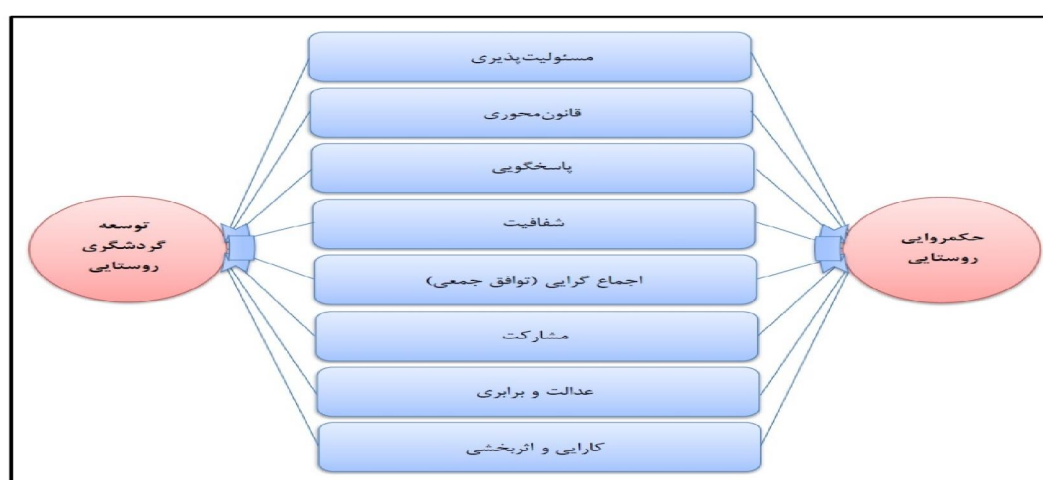 مسئولیت‌پذیری
قانون‌محوری
پاسخگویی
شفافیت
اجماع گرایی (توافق جمعی)
مشارکت
عدالت و برابری
کارایی و اثربخشی
حکمروایی
روستایی
توسعه
گردشگری
روستایی